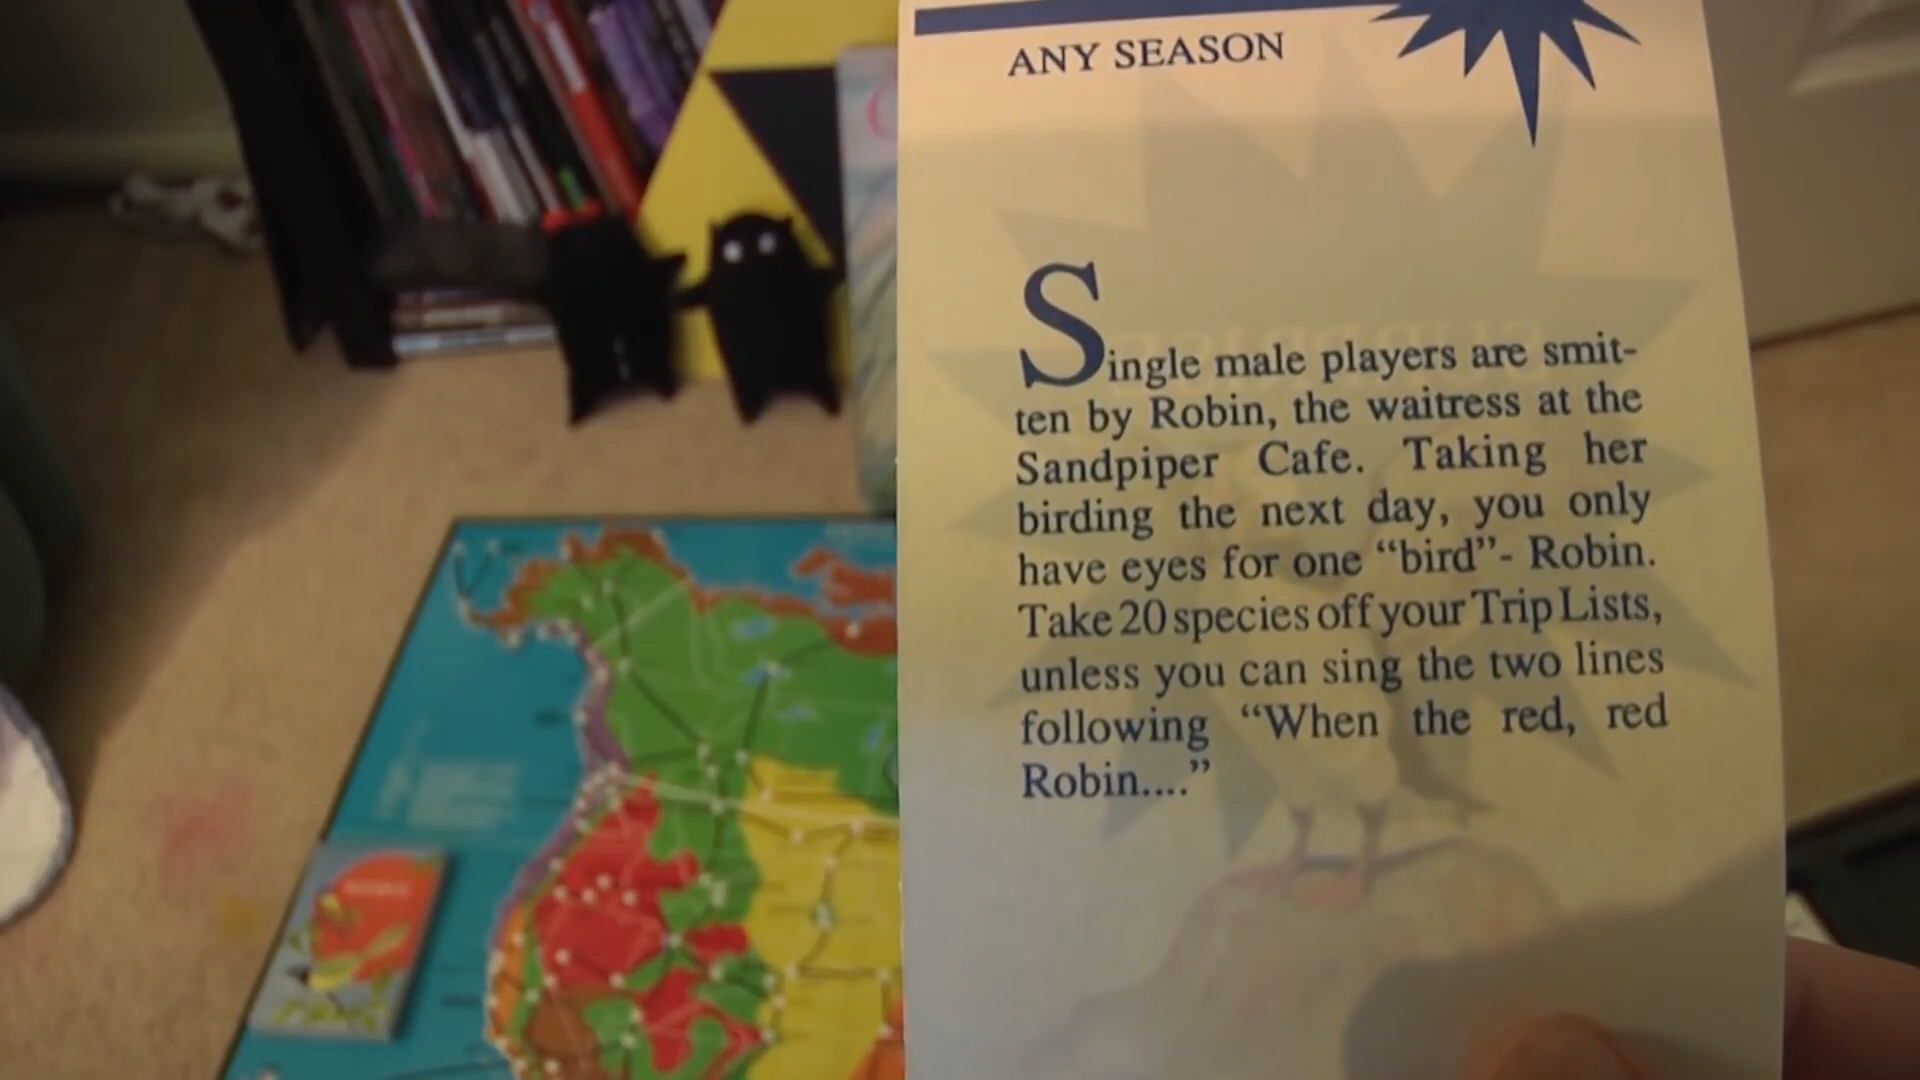 ANY SEASON
Single male players are smit-
ten by Robin, the waitress at the
Sandpiper Cafe. Taking her
birding the next day, you only
have eyes for one “bird”- Robin.
Take 20 species off your Trip Lists,
unless you can sing the two lines
following “When the red, red
Robin....”